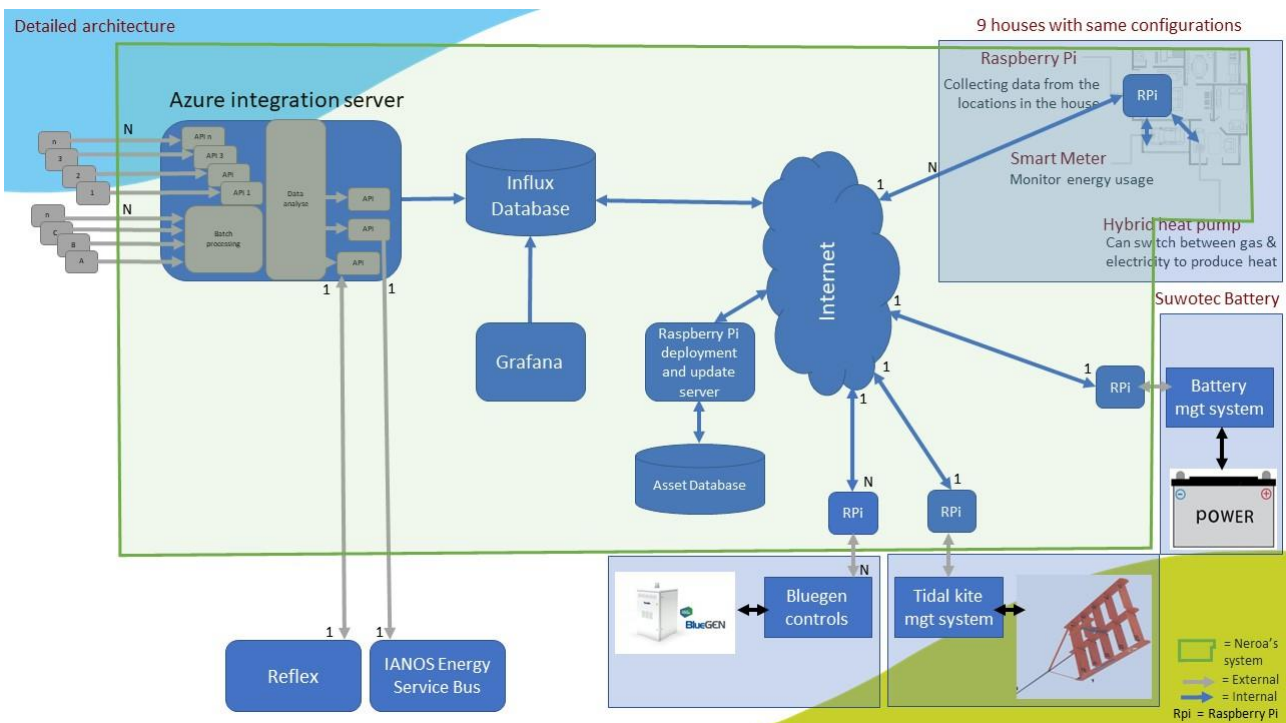 Detailed architecture
9 houses with same configurations
Raspberry Pi
Collecting data from the
locations in the house
RPi
Smart Meter
Monitor energy usage
Hybrid heat pump
Can switch between gas &
electricity to produce heat
Azure integration server
N
n
3
2
1
API n
API 3
API
API 1
N
n
C
B
A
Batch
processing
Data
analyse
API
API
API
1
1
Influx
Database
Grafana
Internet
1
N
Raspberry Pi
deployment
and update
server
Asset Database
1
1
RPi
1
N
RPi
N
1
1
RPi
Suwotec Battery
Battery
mgt system
POWER
BlueGEN
Bluegen
controls
Tidal kite
mgt system
1
1
Reflex
IANOS Energy
Service Bus
= Neroa's
system
= External
= Internal
Rpi = Raspberry Pi